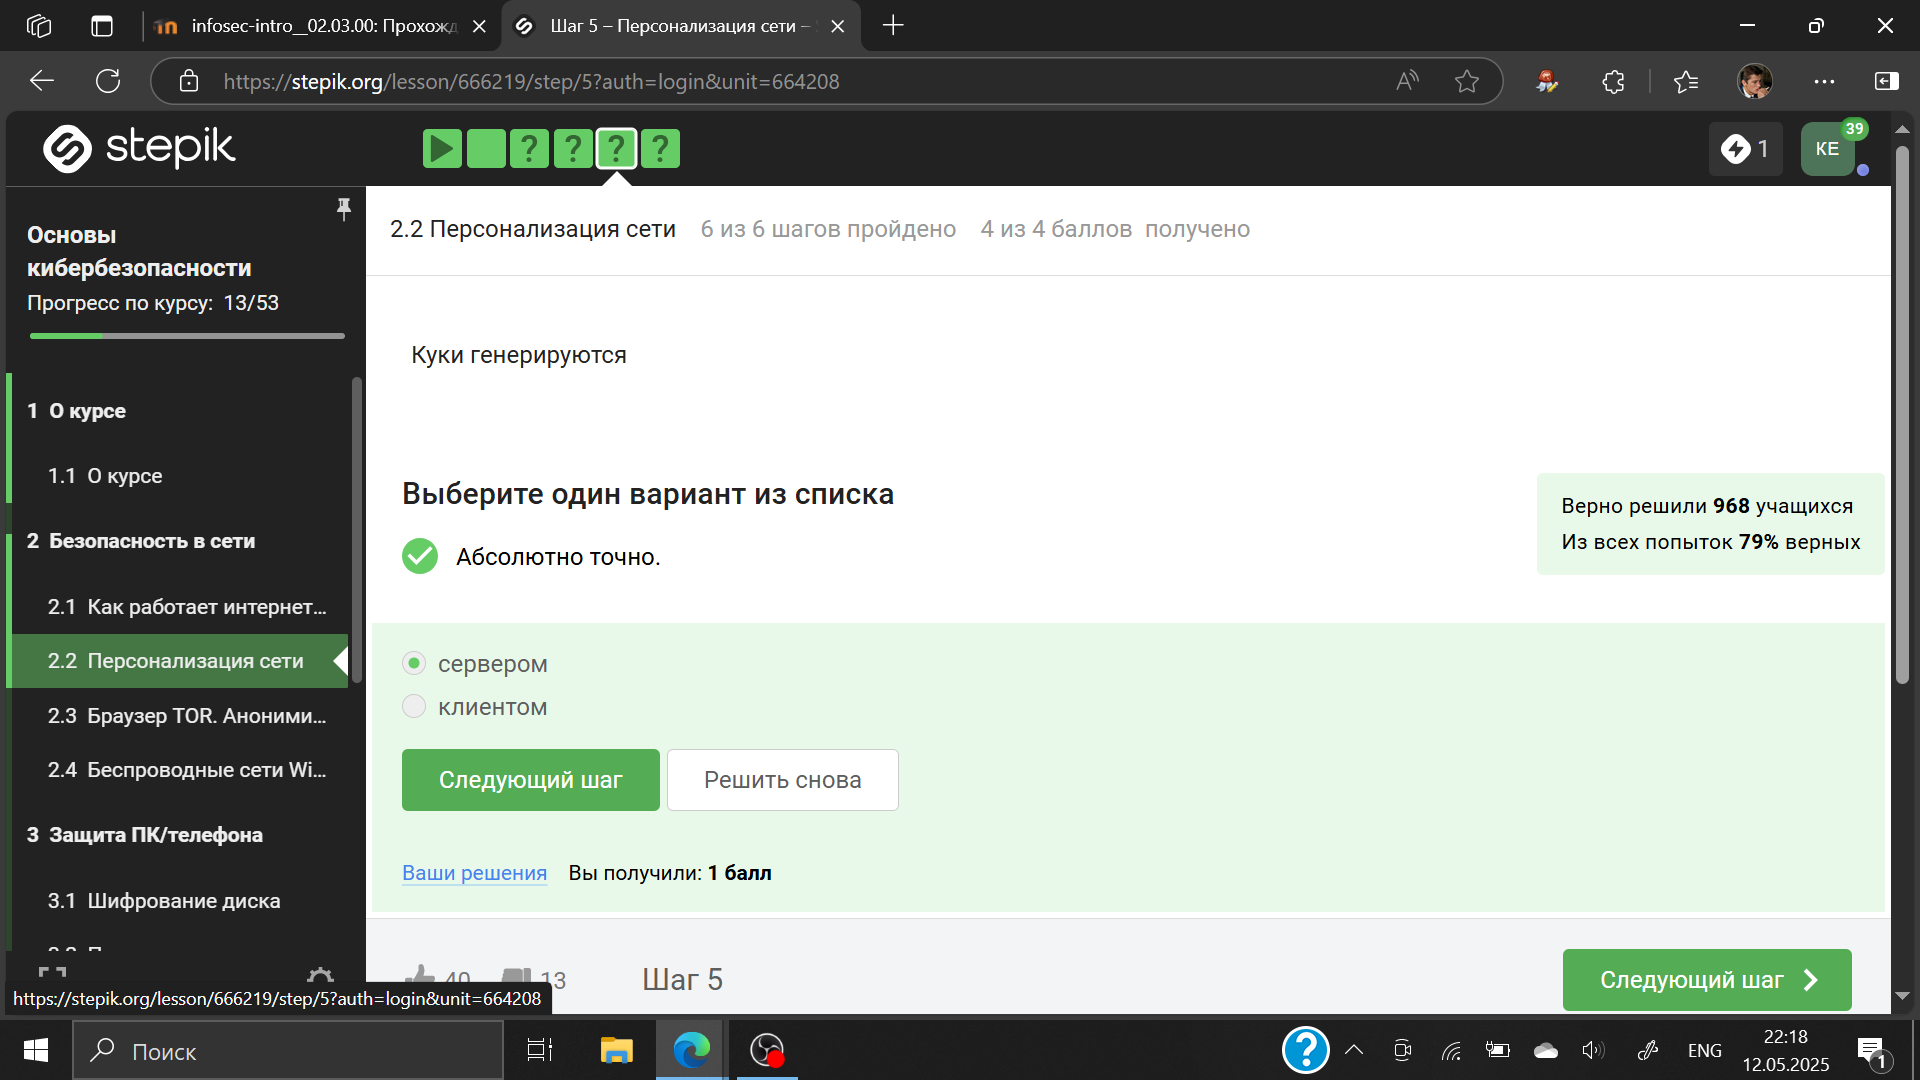 infosec-intro__02.03.00: Прохожд
Шаг 5 – Персонализация сети –
https://stepik.org/lesson/666219/step/5?auth=login&unit=664208
stepik
? ? ? ?
1
КЕ
39
Основы
кибербезопасности
Прогресс по курсу: 13/53
1 О курсе
1.1 О курсе
2 Безопасность в сети
2.1 Как работает интернет...
2.2 Персонализация сети
2.3 Браузер TOR. Аноними...
2.4 Беспроводные сети Wi...
3 Защита ПК/телефона
3.1 Шифрование диска
2.2 Персонализация сети 6 из 6 шагов пройдено 4 из 4 баллов получено
Куки генерируются
Выберите один вариант из списка
Абсолютно точно.
Верно решили 968 учащихся
Из всех попыток 79% верных
сервером
клиентом
Следующий шаг
Решить снова
Ваши решения Вы получили: 1 балл
40 13 Шаг 5
Следующий шаг
https://stepik.org/lesson/666219/step/5?auth=login&unit=664208
Поиск
ENG
22:18
12.05.2025
1